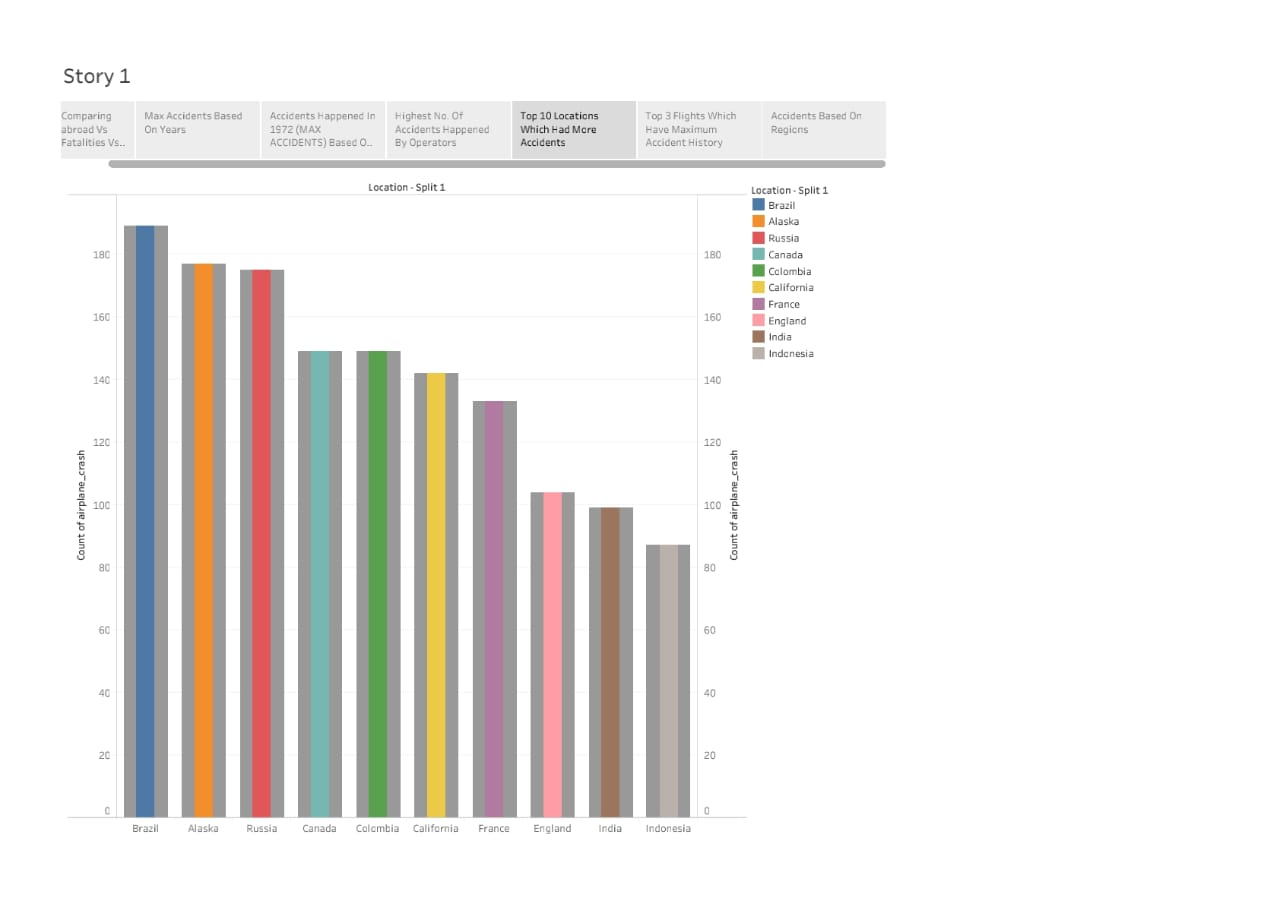 Story 1
Comparing
abroad Vs
Fatalities Vs..
Max Accidents Based
On Years
Accidents Happened In
1972 (MAX
ACCIDENTS) Based O..
Highest No. Of
Accidents Happened
By Operators
Top 10 Locations
Which Had More
Accidents
Top 3 Flights Which
Have Maximum
Accident History
Accidents Based On
Regions
Location - Split 1
180
160
140
120
100
80
60
40
20
0
Count of airplane_crash
180
160
140
120
100
80
60
40
20
0
Count of airplane_crash
Brazil
Alaska
Russia
Canada
Colombia
California
France
England
India
Indonesia
Location - Split 1
Brazil
Alaska
Russia
Canada
Colombia
California
France
England
India
Indonesia